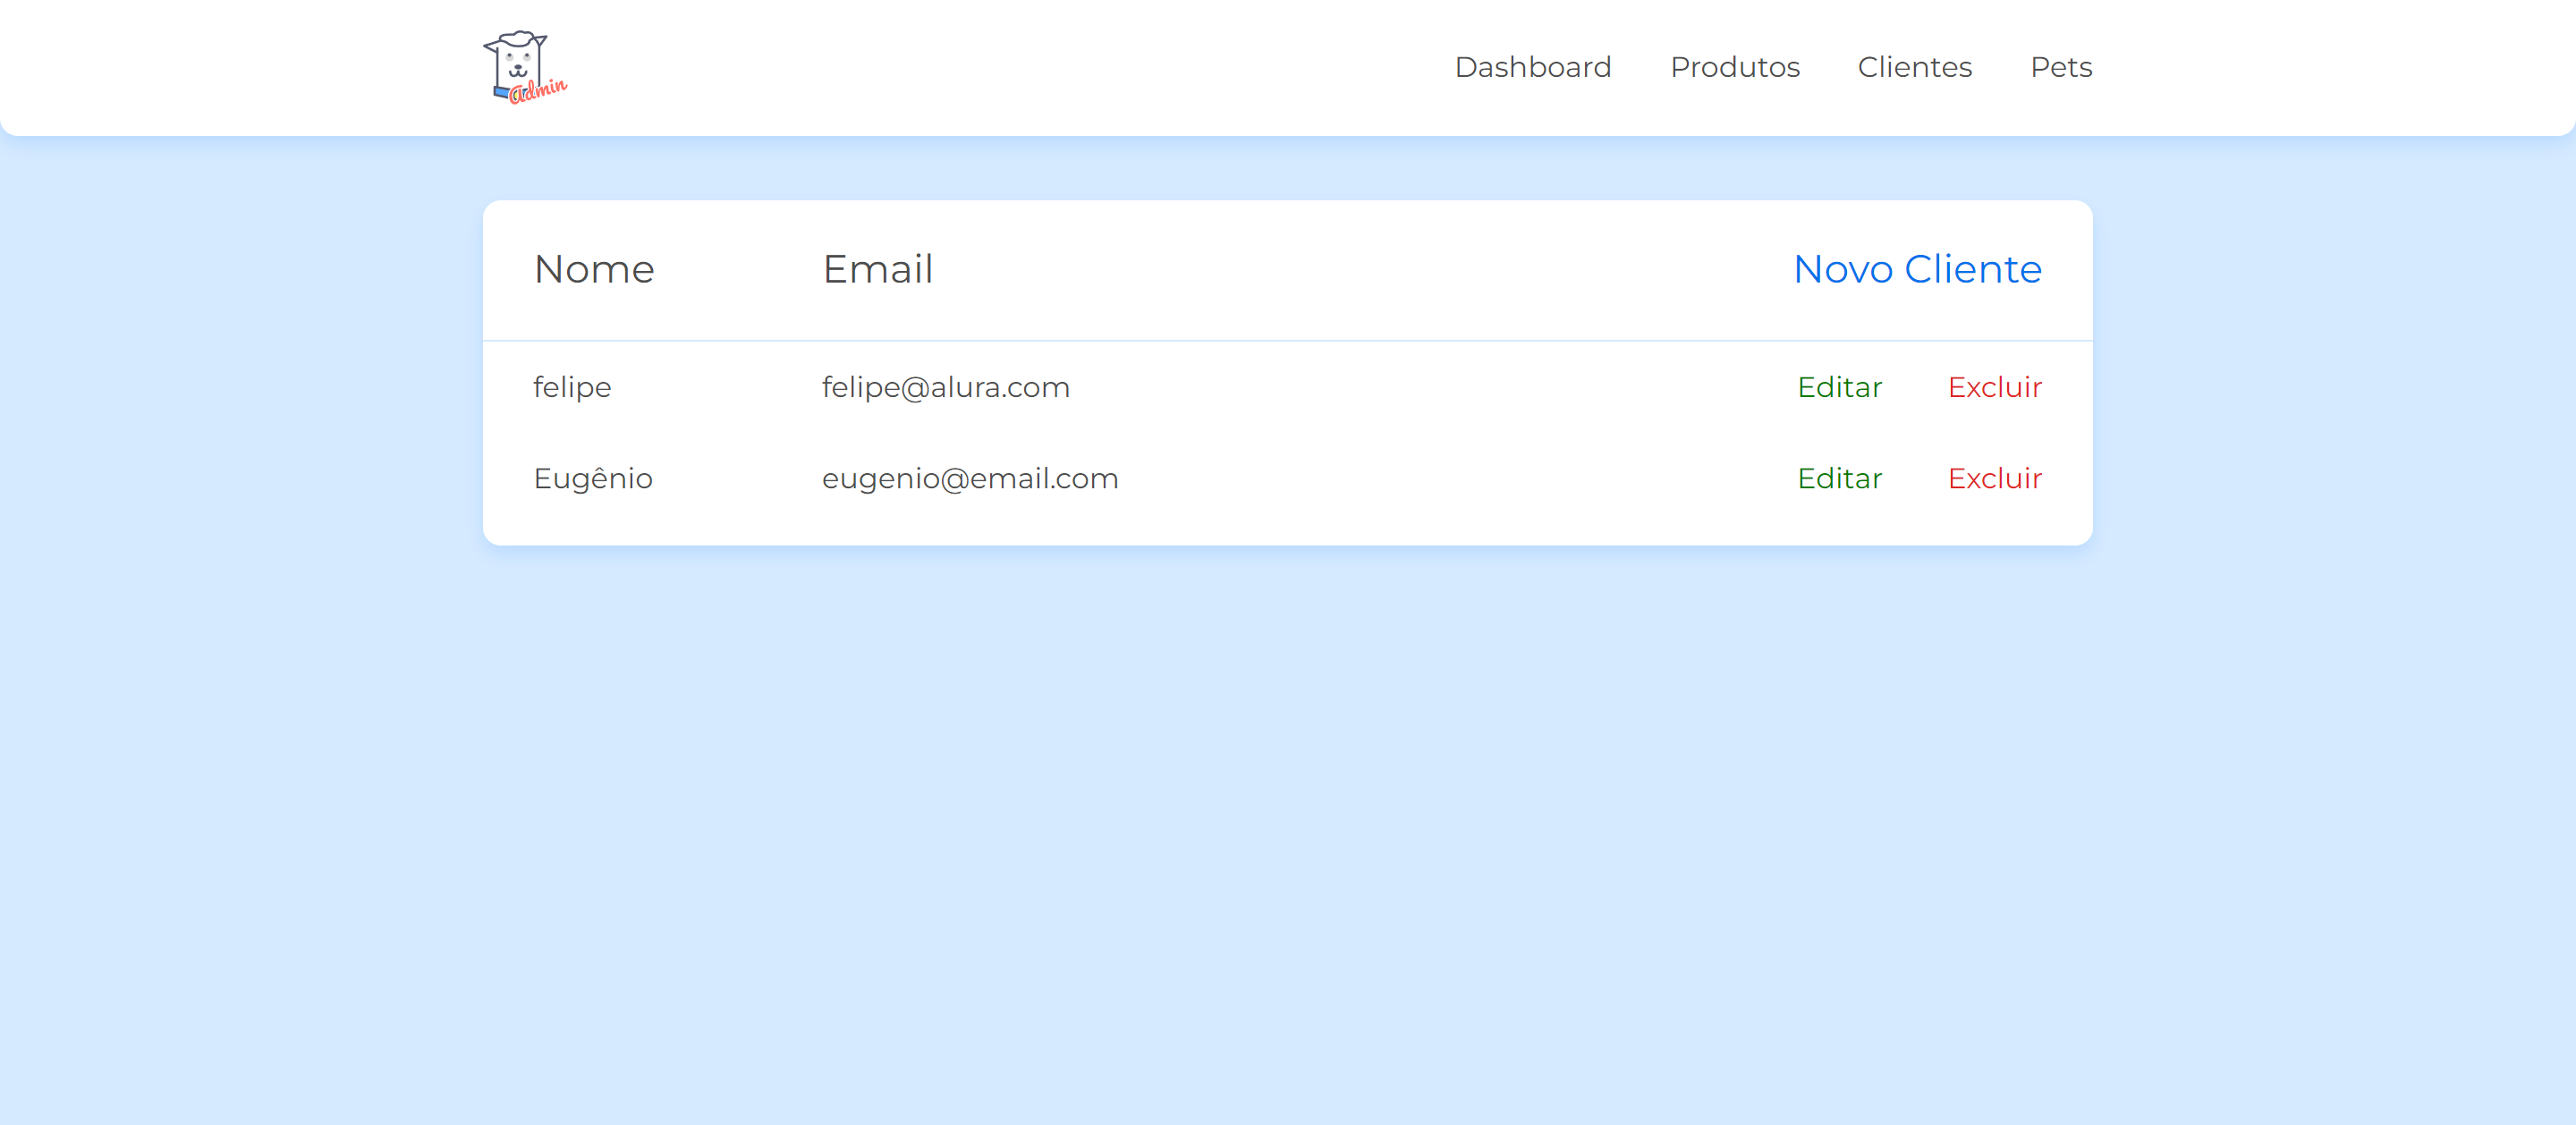 Admin
Dashboard Produtos Clientes Pets
Nome Email Novo Cliente
felipe felipe@alura.com Editar Excluir
Eugênio eugenio@email.com Editar Excluir